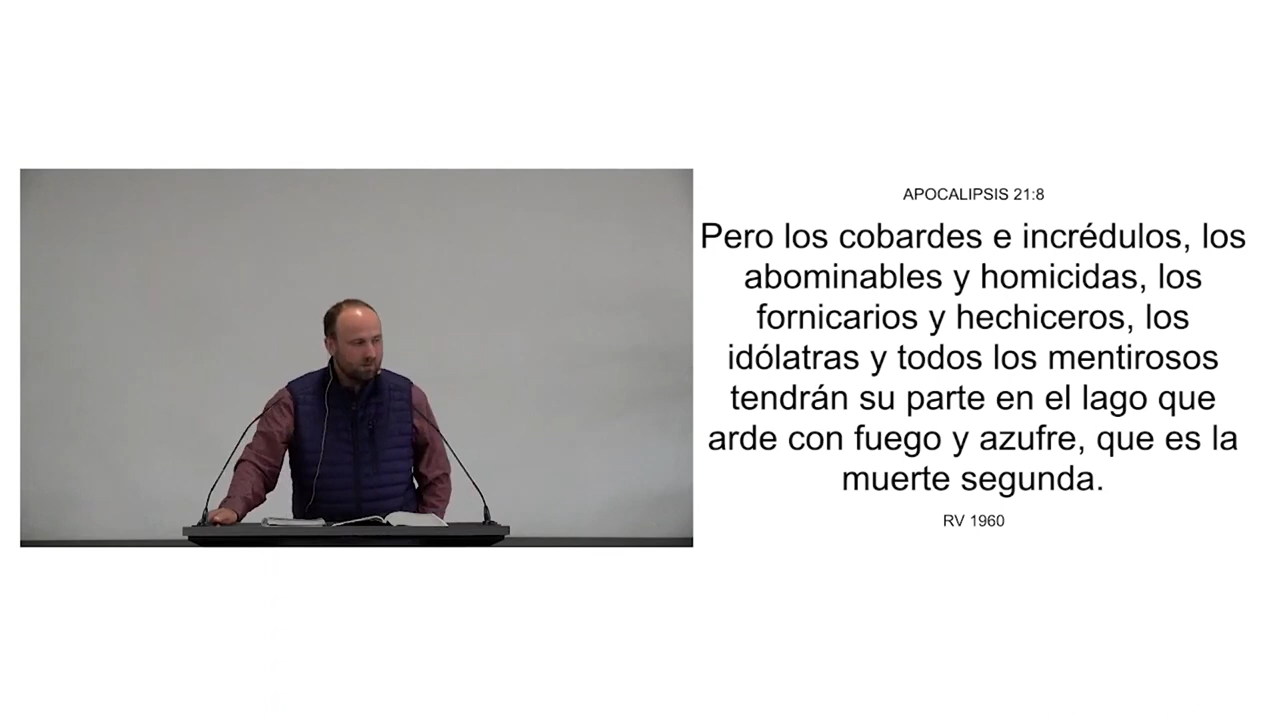 APOCALIPSIS 21:8
Pero los cobardes e incrédulos, los
abominables y homicidas, los
fornicarios y hechiceros, los
idólatras y todos los mentirosos
tendrán su parte en el lago que
arde con fuego y azufre, que es la
muerte segunda.
RV 1960